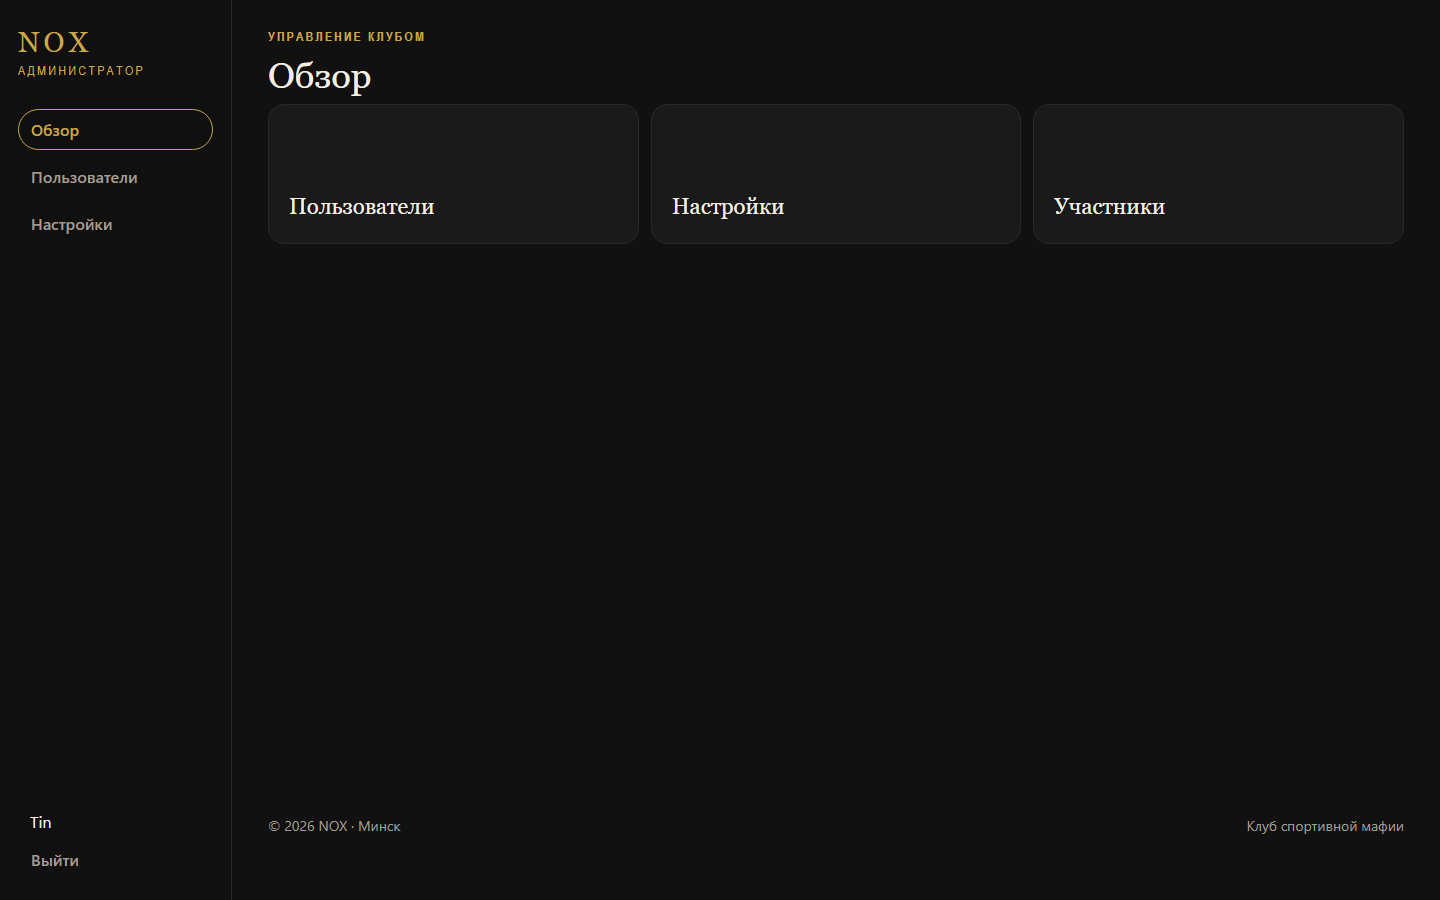 NOX
АДМИНИСТРАТОР
Обзор
Пользователи
Настройки
Tin
Выйти
УПРАВЛЕНИЕ КЛУБОМ
Обзор
Пользователи
Настройки
Участники
© 2026 NOX · Минск
Клуб спортивной мафии